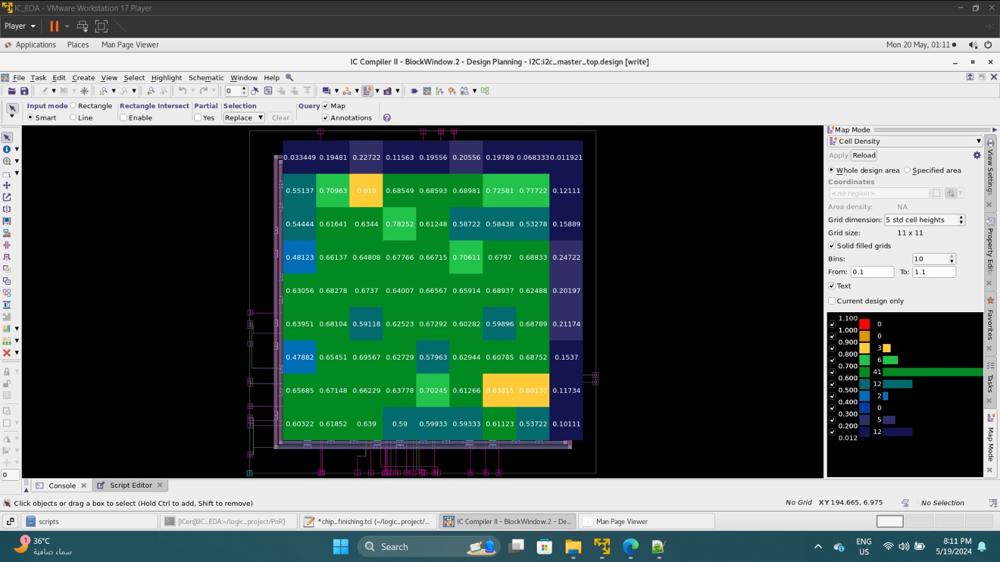 IC_EDA - VMware Workstation 17 Player
Player
Applications Places Man Page Viewer Mon 20 May, 01:11
IC Compiler II - BlockWindow.2 - Design Planning - I2C:i2c_master_top.design [write]
File Task Edit Create View Select Highlight Schematic Window Help
0
Input mode Rectangle Rectangle Intersect Partial Selection Query Map
Smart Line Enable Yes Replace Clear Annotations
Map Mode
Cell Density
Apply Reload
Whole design area Specified area
Coordinates
<no region>
Area density: NA
Grid dimension: 5 std cell heights
Grid size: 11 x 11
Solid filled grids
Bins: 10
From: 0.1 To: 1.1
Text
Current design only
1.100
0
1.000
0
0.900
3
0.800
6
0.700
41
0.600
12
0.500
2
0.400
0
0.300
5
0.200
12
0.012
View Settings
Property Edito
Favorites
Tasks
Map Mode
0.033449 0.19481 0.22722 0.11563 0.19556 0.20556 0.19789 0.068333 0.011921
0.55137 0.70963 0.819 0.68549 0.68593 0.68981 0.72581 0.77722 0.12111
0.54444 0.61641 0.6344 0.78252 0.61248 0.58722 0.58438 0.53278 0.15889
0.48123 0.66137 0.64808 0.67766 0.66715 0.70611 0.6797 0.68833 0.24722
0.63056 0.68278 0.6737 0.64007 0.66567 0.65914 0.68937 0.62488 0.20197
0.63951 0.68104 0.59118 0.62523 0.67292 0.60282 0.59896 0.68789 0.21174
0.47882 0.65451 0.69567 0.62729 0.57963 0.62944 0.60785 0.68752 0.1537
0.65685 0.67148 0.66229 0.63778 0.70245 0.61266 0.83815 0.80137 0.11734
0.60322 0.61852 0.639 0.59 0.59933 0.59333 0.61123 0.53722 0.10111
0
Console Script Editor
Click objects or drag a box to select (Hold Ctrl to add, Shift to remove) No Grid XY 194.665, 6.975 No Selection
scripts [ICer@IC_EDA:~/logic_project/PnR] *chip_finishing.tcl (~/logic_project/... IC Compiler II - BlockWindow.2 - De... Man Page Viewer
1
36°C
سماء صافية
Search
ENG
US
8:11 PM
5/19/2024